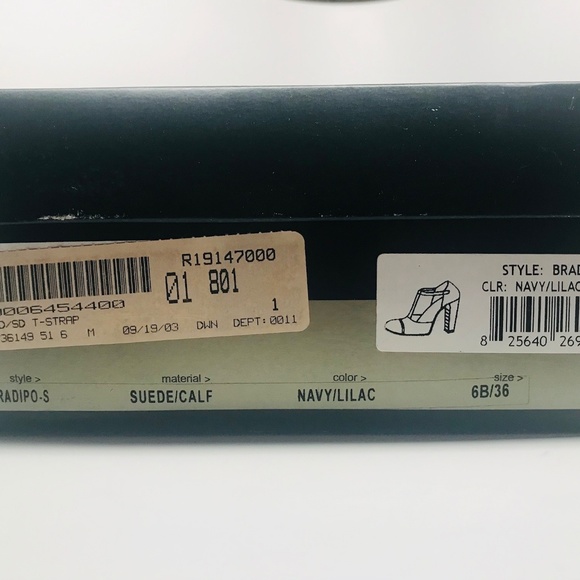 R19147000
01 801
0006454400
O/SD T-STRAP
1
36149 51 6 M 09/19/03 DWN DEPT:0011
STYLE: BRAD
CLR: NAVY/LILAC
8 25640 269
style > material > color > size >
RADIPO-S SUEDE/CALF NAVY/LILAC 6B/36